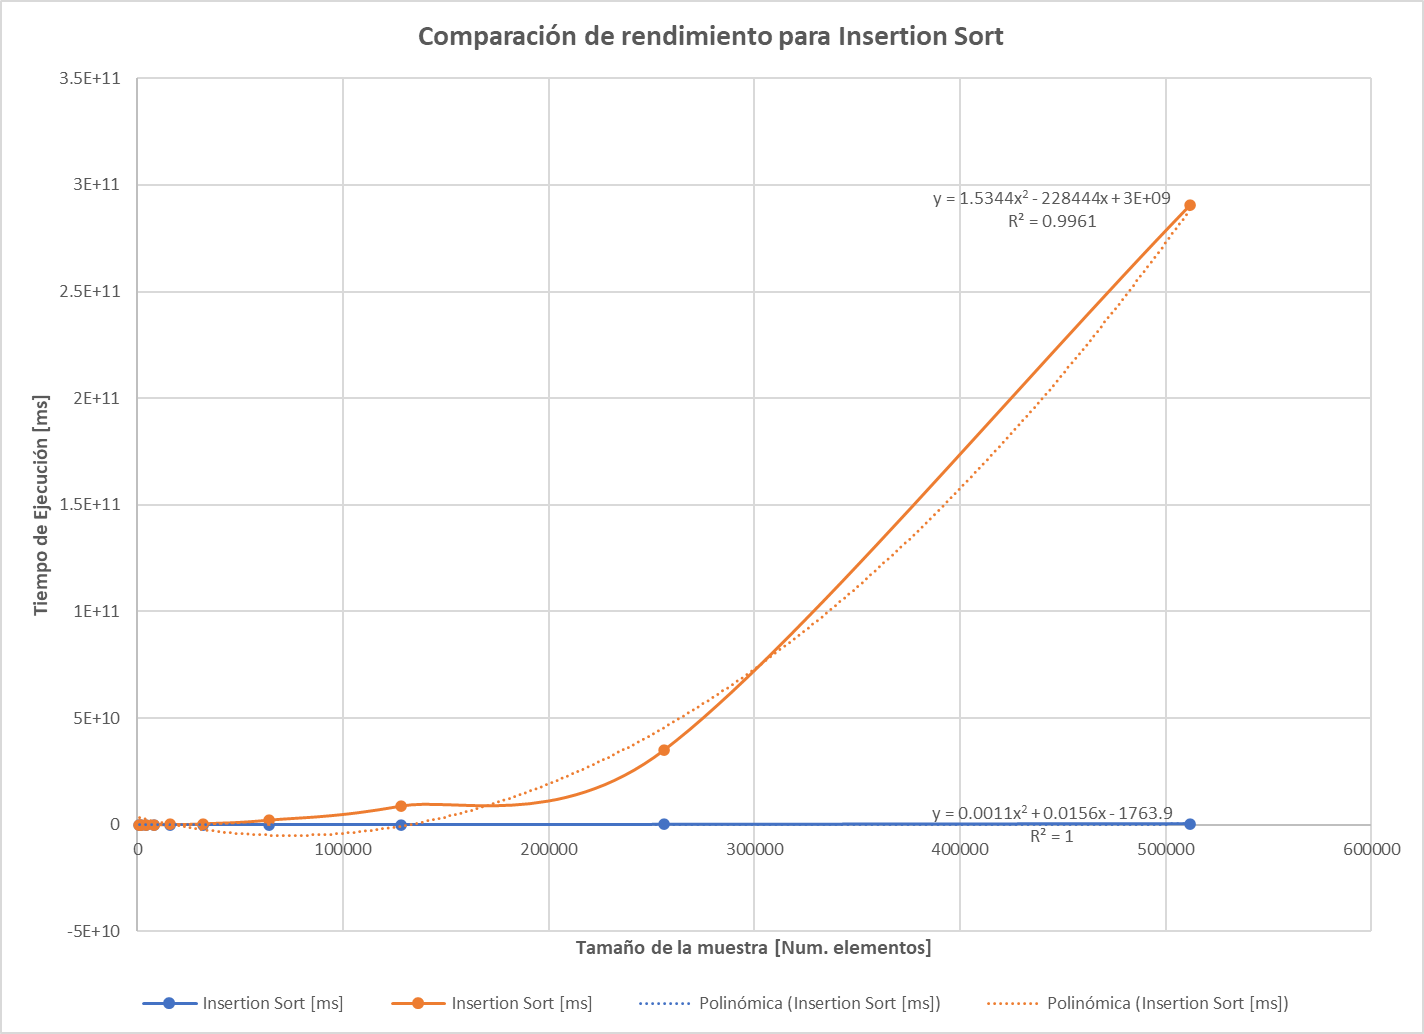 Comparación de rendimiento para Insertion Sort
3.5E+11
3E+11
2.5E+11
2E+11
1.5E+11
1E+11
5E+10
0
-5E+10
Tiempo de Ejecución [ms]
y = 1.5344x² - 228444x + 3E+09
R² = 0.9961
y = 0.0011x² + 0.0156x - 1763.9
R² = 1
0 100000 200000 300000 400000 500000 600000
Tamaño de la muestra [Num. elementos]
Insertion Sort [ms] Insertion Sort [ms] Polinómica (Insertion Sort [ms]) Polinómica (Insertion Sort [ms])